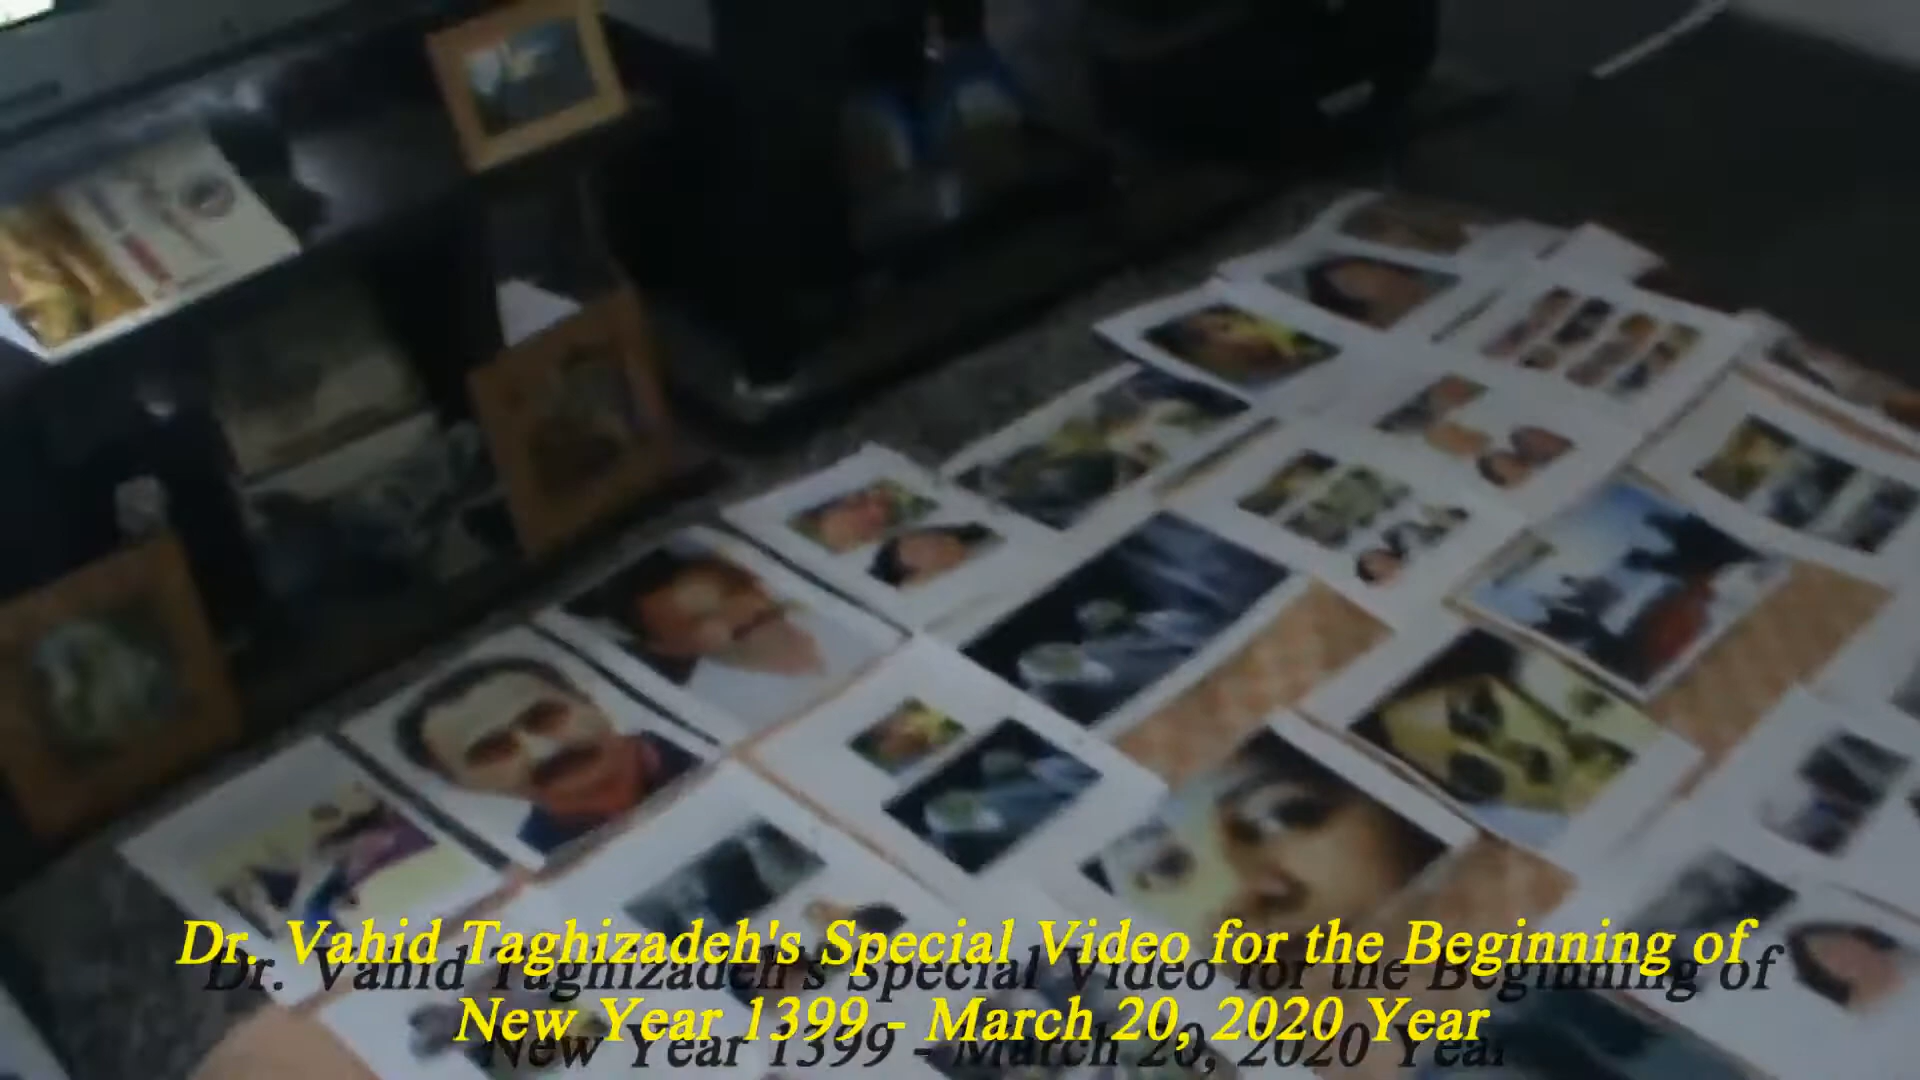 Dr. Vahid Taghizadeh's Special Video for the Beginning of
New Year 1399 - March 20, 2020 Year